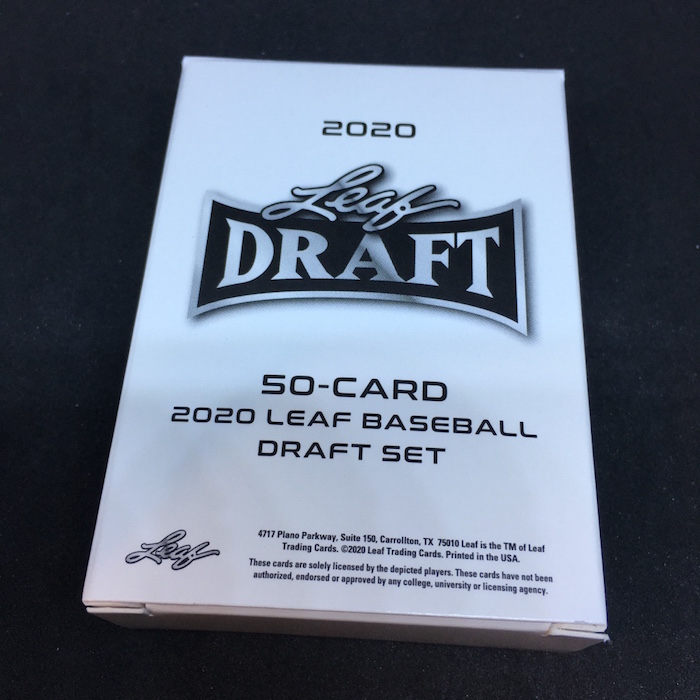 2020
Leaf
DRAFT
50-CARD
2020 LEAF BASEBALL
DRAFT SET
Leaf
4717 Plano Parkway, Suite 150, Carrollton, TX 75010 Leaf is the TM of Leaf
Trading Cards. ©2020 Leaf Trading Cards. Printed in the USA.
These cards are solely licensed by the depicted players. These cards have not been
authorized, endorsed or approved by any college, university or licensing agency.